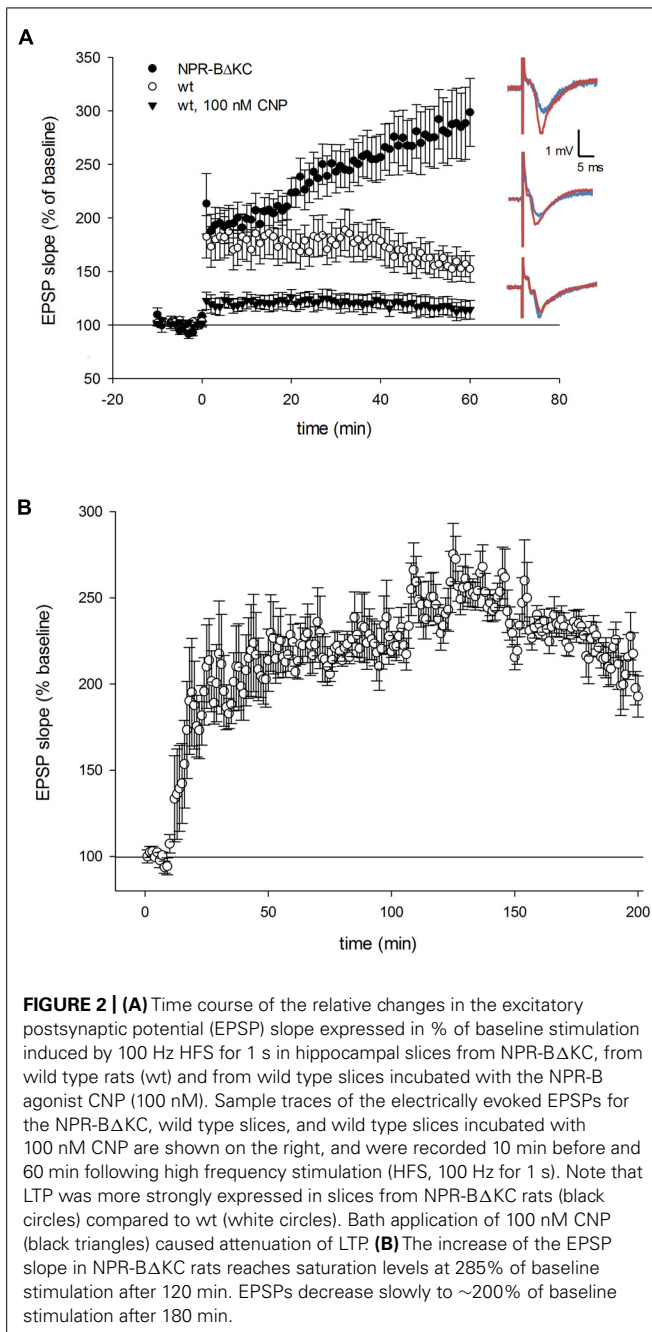 A
NPR-BΔKC
wt
wt, 100 nM CNP
350
300
250
200
150
100
50
EPSP slope (% of baseline)
1 mV
5 ms
-20
0
20
40
60
80
time (min)
B
300
250
200
150
100
EPSP slope (% baseline)
0
50
100
150
200
time (min)
FIGURE 2 | (A) Time course of the relative changes in the excitatory
postsynaptic potential (EPSP) slope expressed in % of baseline stimulation
induced by 100 Hz HFS for 1 s in hippocampal slices from NPR-BΔKC, from
wild type rats (wt) and from wild type slices incubated with the NPR-B
agonist CNP (100 nM). Sample traces of the electrically evoked EPSPs for
the NPR-BΔKC, wild type slices, and wild type slices incubated with
100 nM CNP are shown on the right, and were recorded 10 min before and
60 min following high frequency stimulation (HFS, 100 Hz for 1 s). Note that
LTP was more strongly expressed in slices from NPR-BΔKC rats (black
circles) compared to wt (white circles). Bath application of 100 nM CNP
(black triangles) caused attenuation of LTP. (B) The increase of the EPSP
slope in NPR-BΔKC rats reaches saturation levels at 285% of baseline
stimulation after 120 min. EPSPs decrease slowly to ~200% of baseline
stimulation after 180 min.